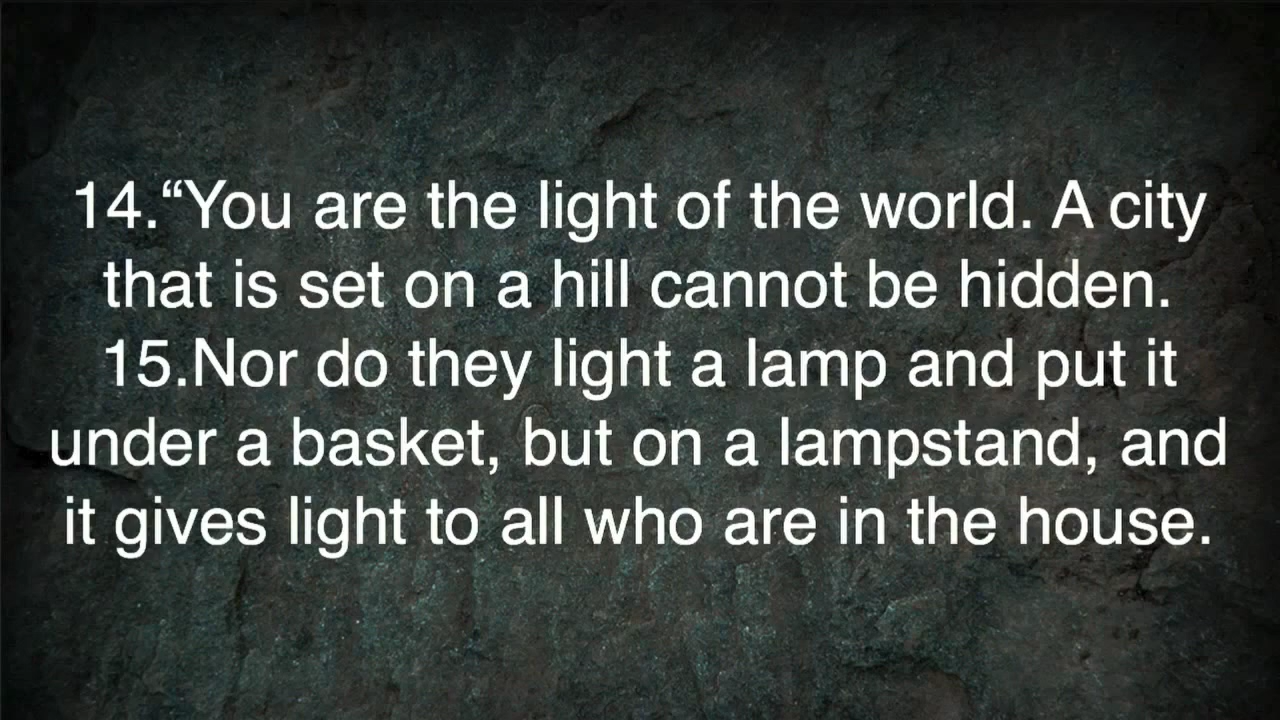 14.“You are the light of the world. A city
that is set on a hill cannot be hidden.
15.Nor do they light a lamp and put it
under a basket, but on a lampstand, and
it gives light to all who are in the house.